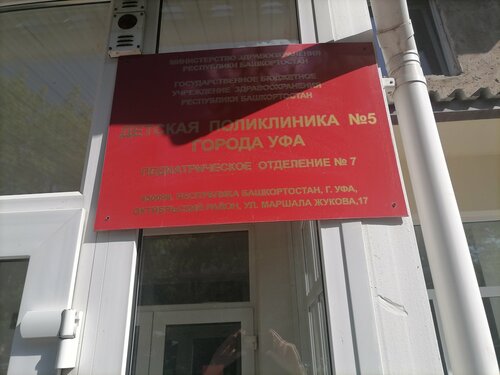 МИНИСТЕРСТВО ЗДРАВООХРАНЕНИЯ
РЕСПУБЛИКИ БАШКОРТОСТАН
ГОСУДАРСТВЕННОЕ БЮДЖЕТНОЕ
УЧРЕЖДЕНИЕ ЗДРАВООХРАНЕНИЯ
РЕСПУБЛИКИ БАШКОРТОСТАН
ДЕТСКАЯ ПОЛИКЛИНИКА №5
ГОРОДА УФА
ПЕДИАТРИЧЕСКОЕ ОТДЕЛЕНИЕ № 7
РЕСПУБЛИКА БАШКОРТОСТАН, Г. УФА,
ОКТЯБРЬСКИЙ РАЙОН, УЛ. МАРШАЛА ЖУКОВА,17